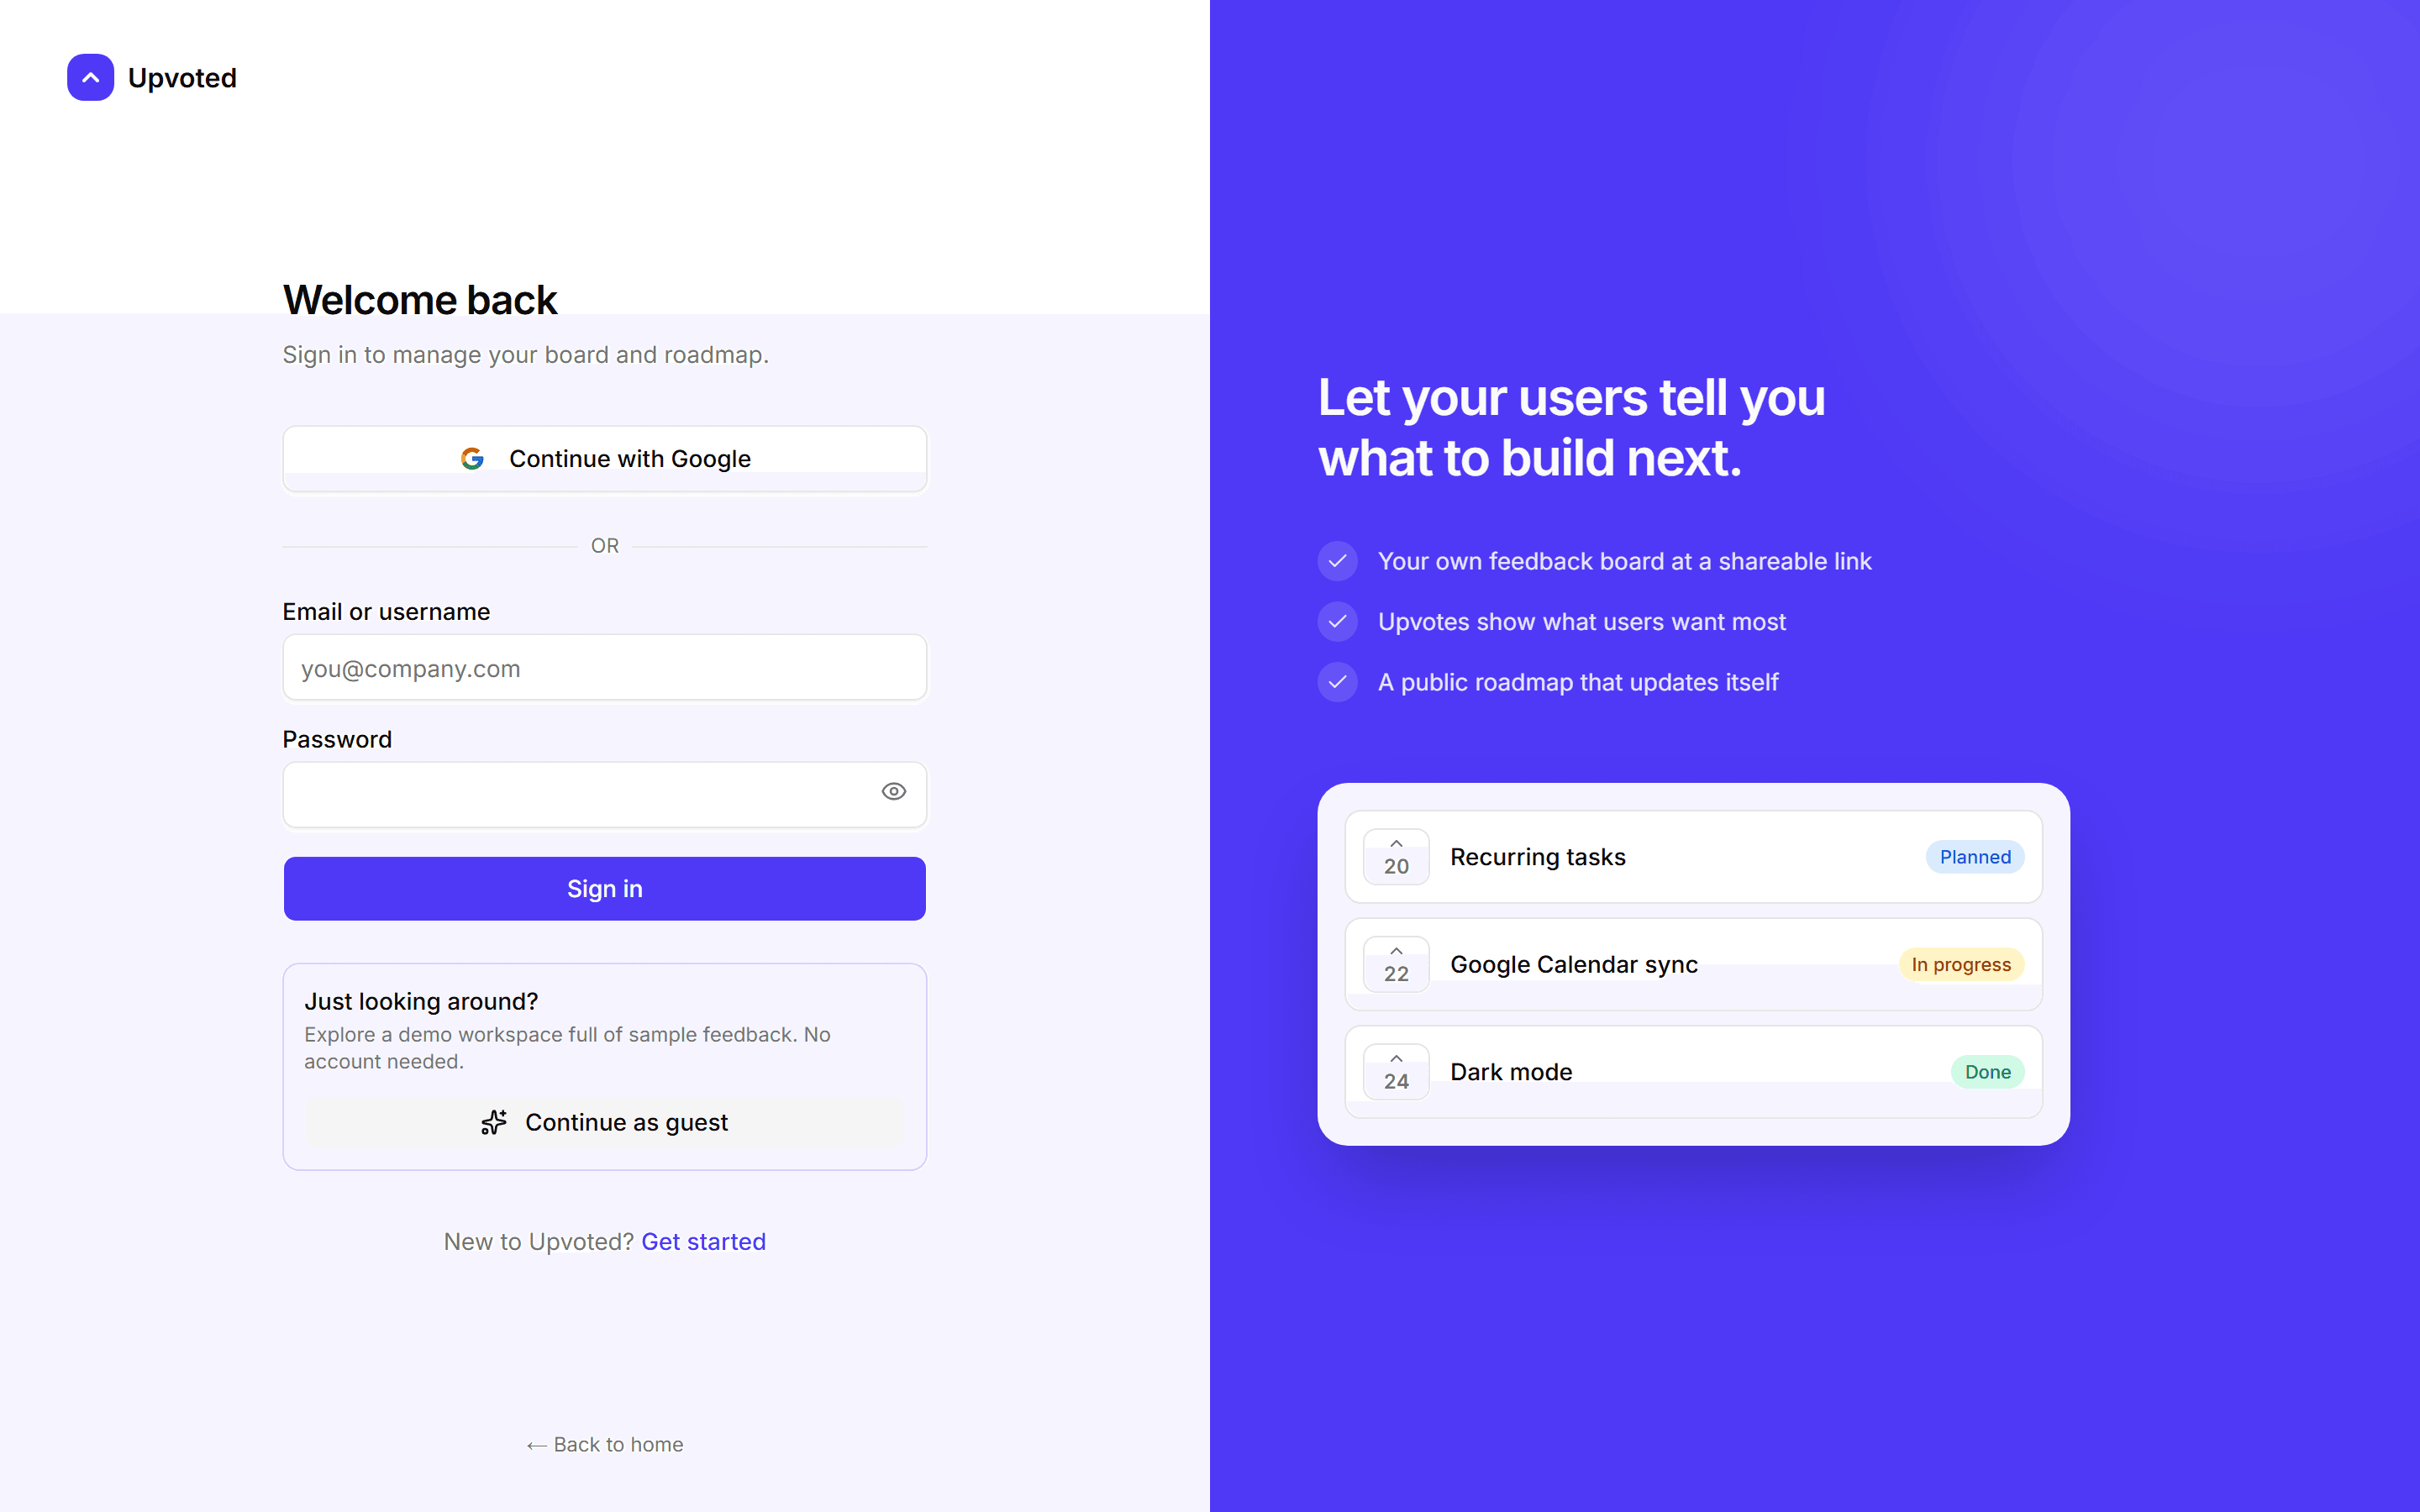 Upvoted
Welcome back
Sign in to manage your board and roadmap.
Continue with Google
OR
Email or username
you@company.com
Password
Sign in
Just looking around?
Explore a demo workspace full of sample feedback. No
account needed.
Continue as guest
New to Upvoted? Get started
← Back to home
Let your users tell you
what to build next.
Your own feedback board at a shareable link
Upvotes show what users want most
A public roadmap that updates itself
20 Recurring tasks Planned
22 Google Calendar sync In progress
24 Dark mode Done